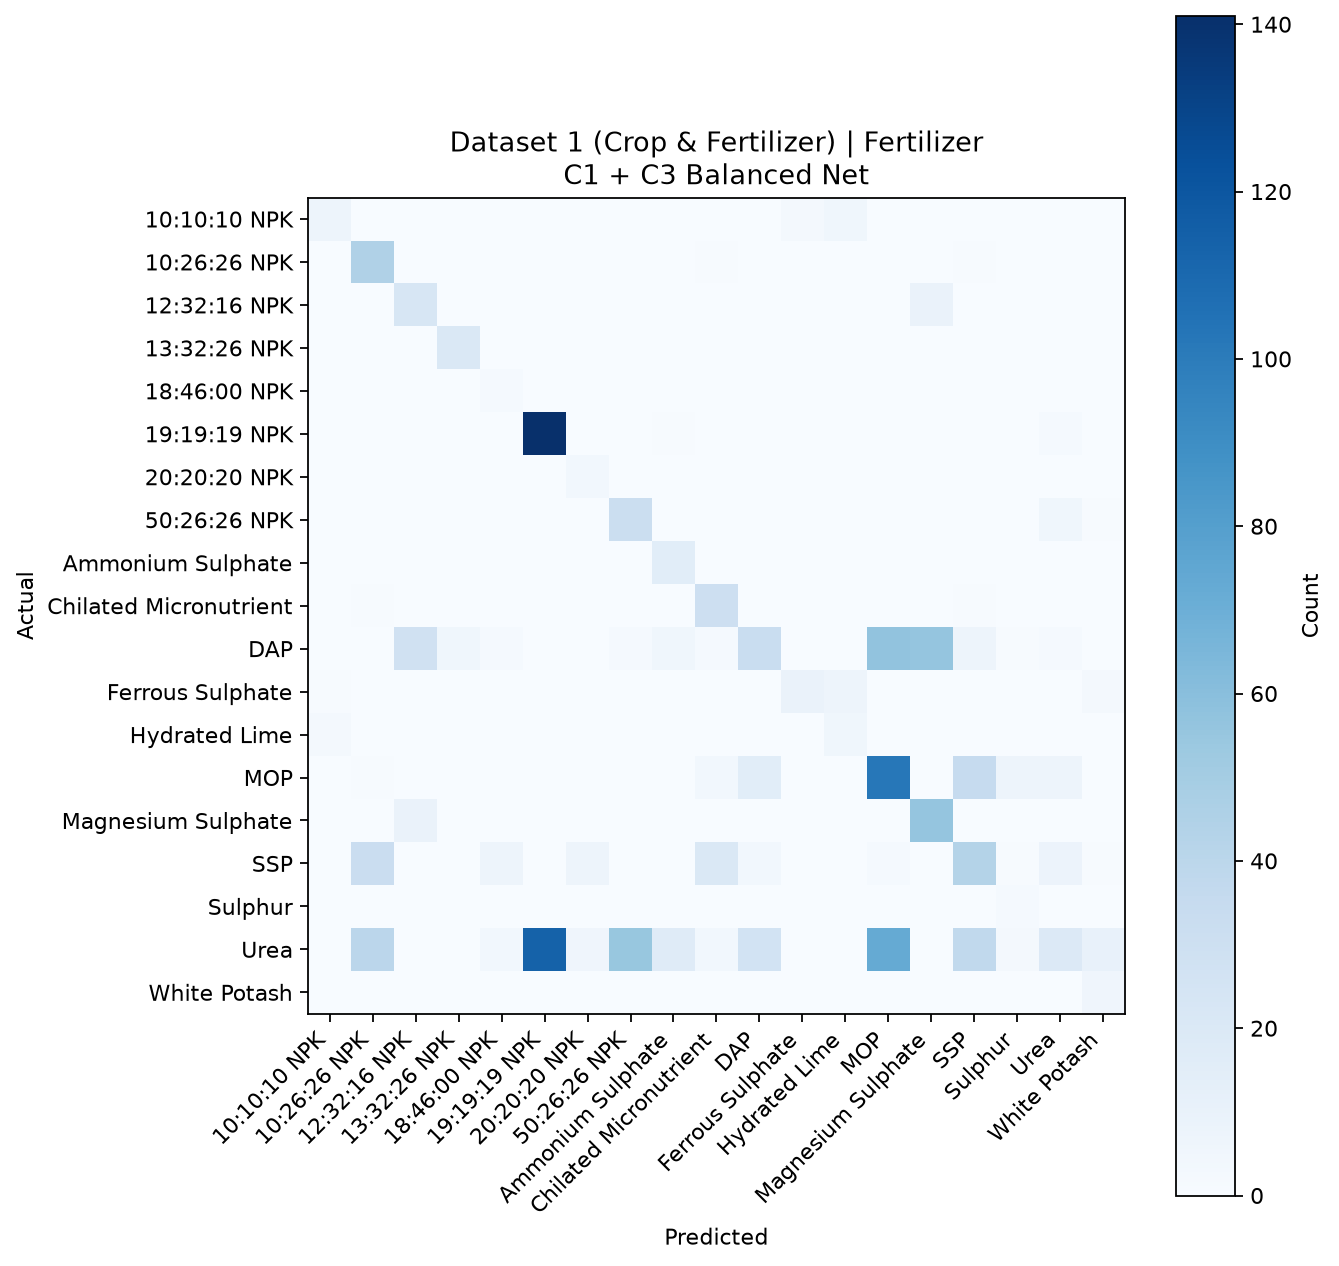 Dataset 1 (Crop & Fertilizer) | Fertilizer
C1 + C3 Balanced Net
Actual
10:10:10 NPK
10:26:26 NPK
12:32:16 NPK
13:32:26 NPK
18:46:00 NPK
19:19:19 NPK
20:20:20 NPK
50:26:26 NPK
Ammonium Sulphate
Chilated Micronutrient
DAP
Ferrous Sulphate
Hydrated Lime
MOP
Magnesium Sulphate
SSP
Sulphur
Urea
White Potash
10:10:10 NPK
10:26:26 NPK
12:32:16 NPK
13:32:26 NPK
18:46:00 NPK
19:19:19 NPK
20:20:20 NPK
50:26:26 NPK
Ammonium Sulphate
Chilated Micronutrient
DAP
Ferrous Sulphate
Hydrated Lime
MOP
Magnesium Sulphate
SSP
Sulphur
Urea
White Potash
Predicted
140
120
100
80
60
40
20
0
Count